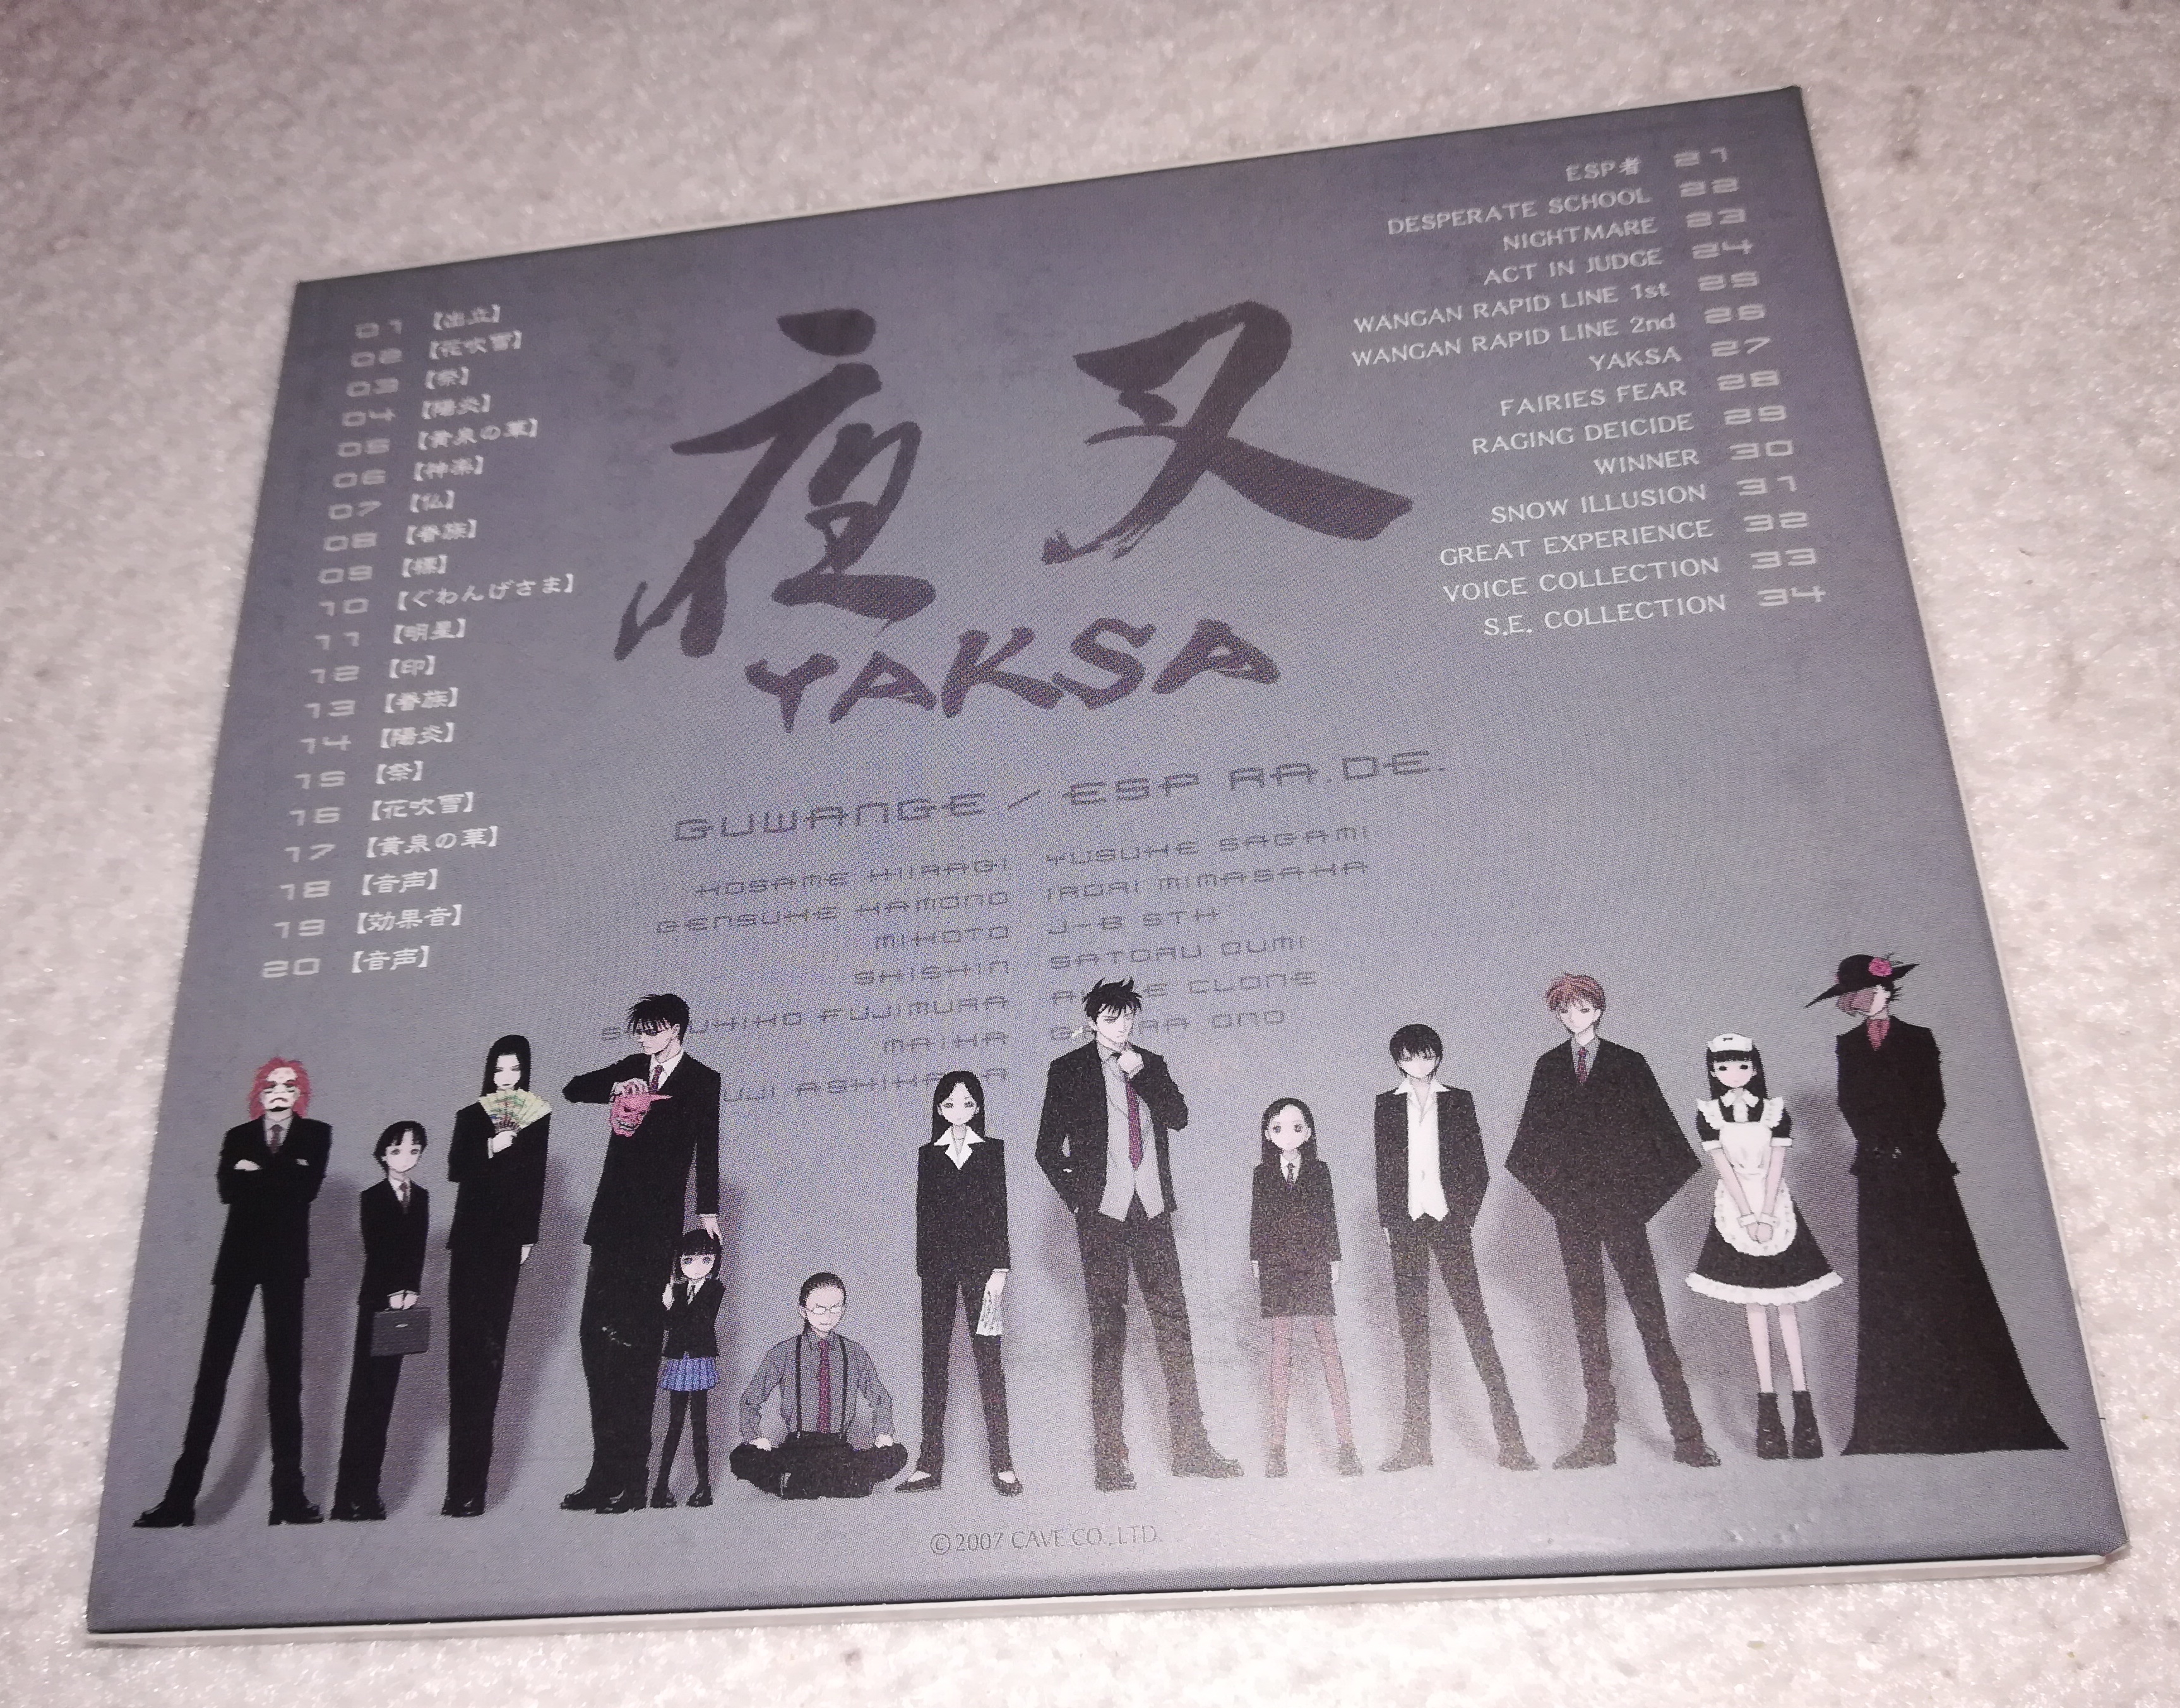 01 【出立】
02 【花吹雪】
03 【祭】
04 【陽炎】
05 【黄泉の華】
06 【神楽】
07 【仏】
08 【眷族】
09
10 【ぐわんげさま】
11 【明星】
12 【印】
13 【眷族】
14 【陽炎】
15 【祭】
16 【花吹雪】
17 【黄泉の華】
18 【音声】
19 【効果音】
20 【音声】
夜叉
YAKSA
ESP者 21
DESPERATE SCHOOL 22
NIGHTMARE 23
ACT IN JUDGE 24
WANGAN RAPID LINE 1st 25
WANGAN RAPID LINE 2nd 26
YAKSA 27
FAIRIES FEAR 28
RAGING DEICIDE 29
WINNER 30
SNOW ILLUSION 31
GREAT EXPERIENCE 32
VOICE COLLECTION 33
S.E. COLLECTION 34
GUWANGE / ESP RA.DE.
KOSAME HIIRAGI YUSUKE SAGAMI
GENSUKE KAMONO IRORI MIMASAKA
MIKOTO J-B 5TH
SHISHIN SATORU OUMI
FUJIMURA CLONE
MAIKA ONO
©2007 CAVE CO., LTD.